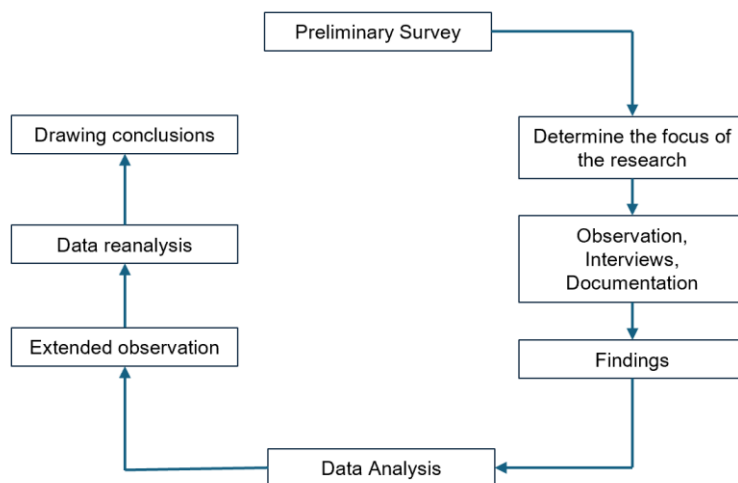 Preliminary Survey
Determine the focus of
the research
Observation,
Interviews,
Documentation
Findings
Data Analysis
Extended observation
Data reanalysis
Drawing conclusions